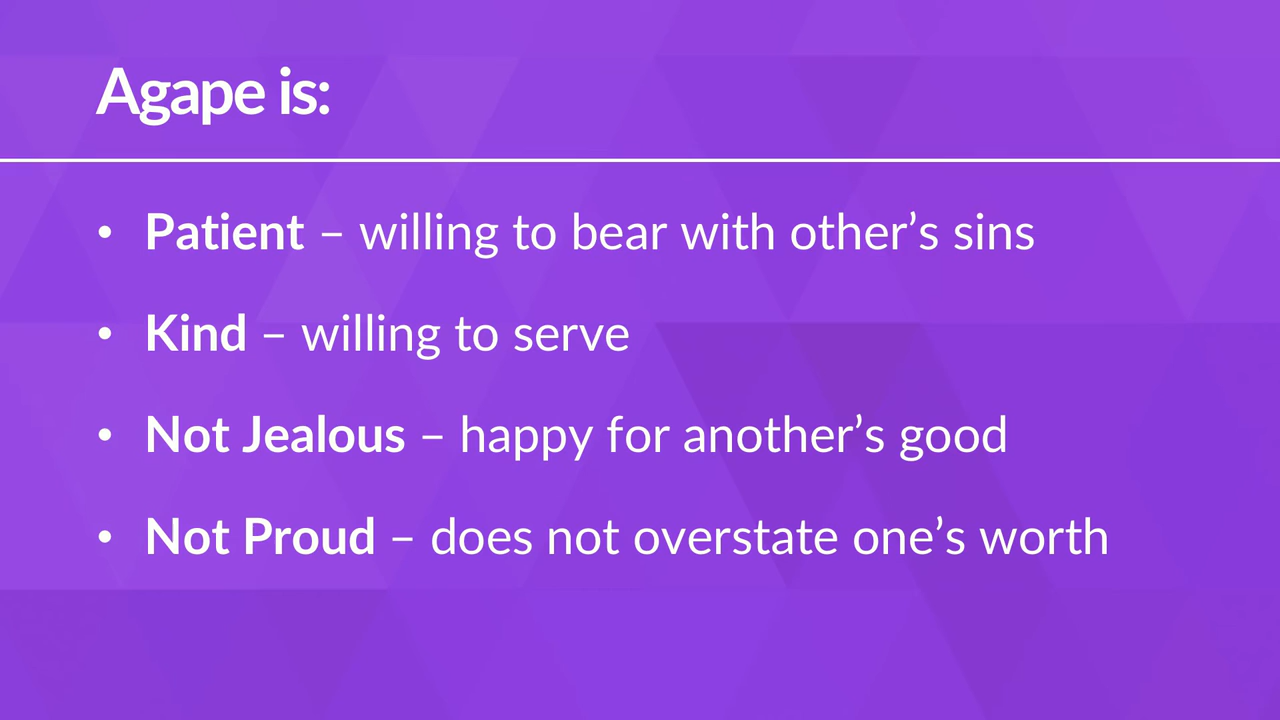 Agape is:
• Patient – willing to bear with other’s sins
• Kind – willing to serve
• Not Jealous – happy for another’s good
• Not Proud – does not overstate one’s worth